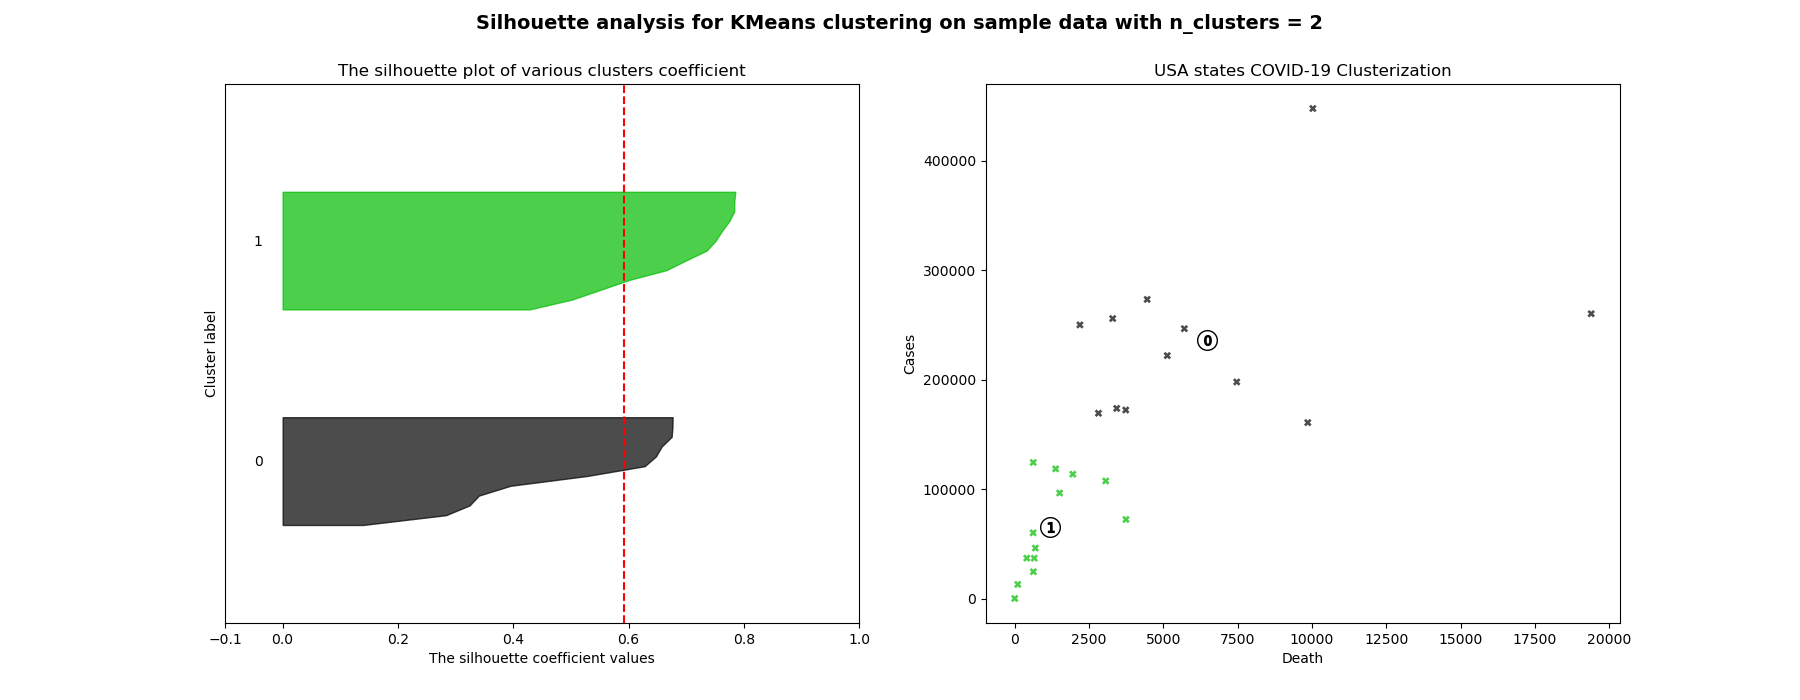 Silhouette analysis for KMeans clustering on sample data with n_clusters = 2
The silhouette plot of various clusters coefficient
Cluster label
1
0
−0.1 0.0 0.2 0.4 0.6 0.8 1.0
The silhouette coefficient values
USA states COVID-19 Clusterization
Cases
400000
300000
200000
100000
0
0
1
0 2500 5000 7500 10000 12500 15000 17500 20000
Death